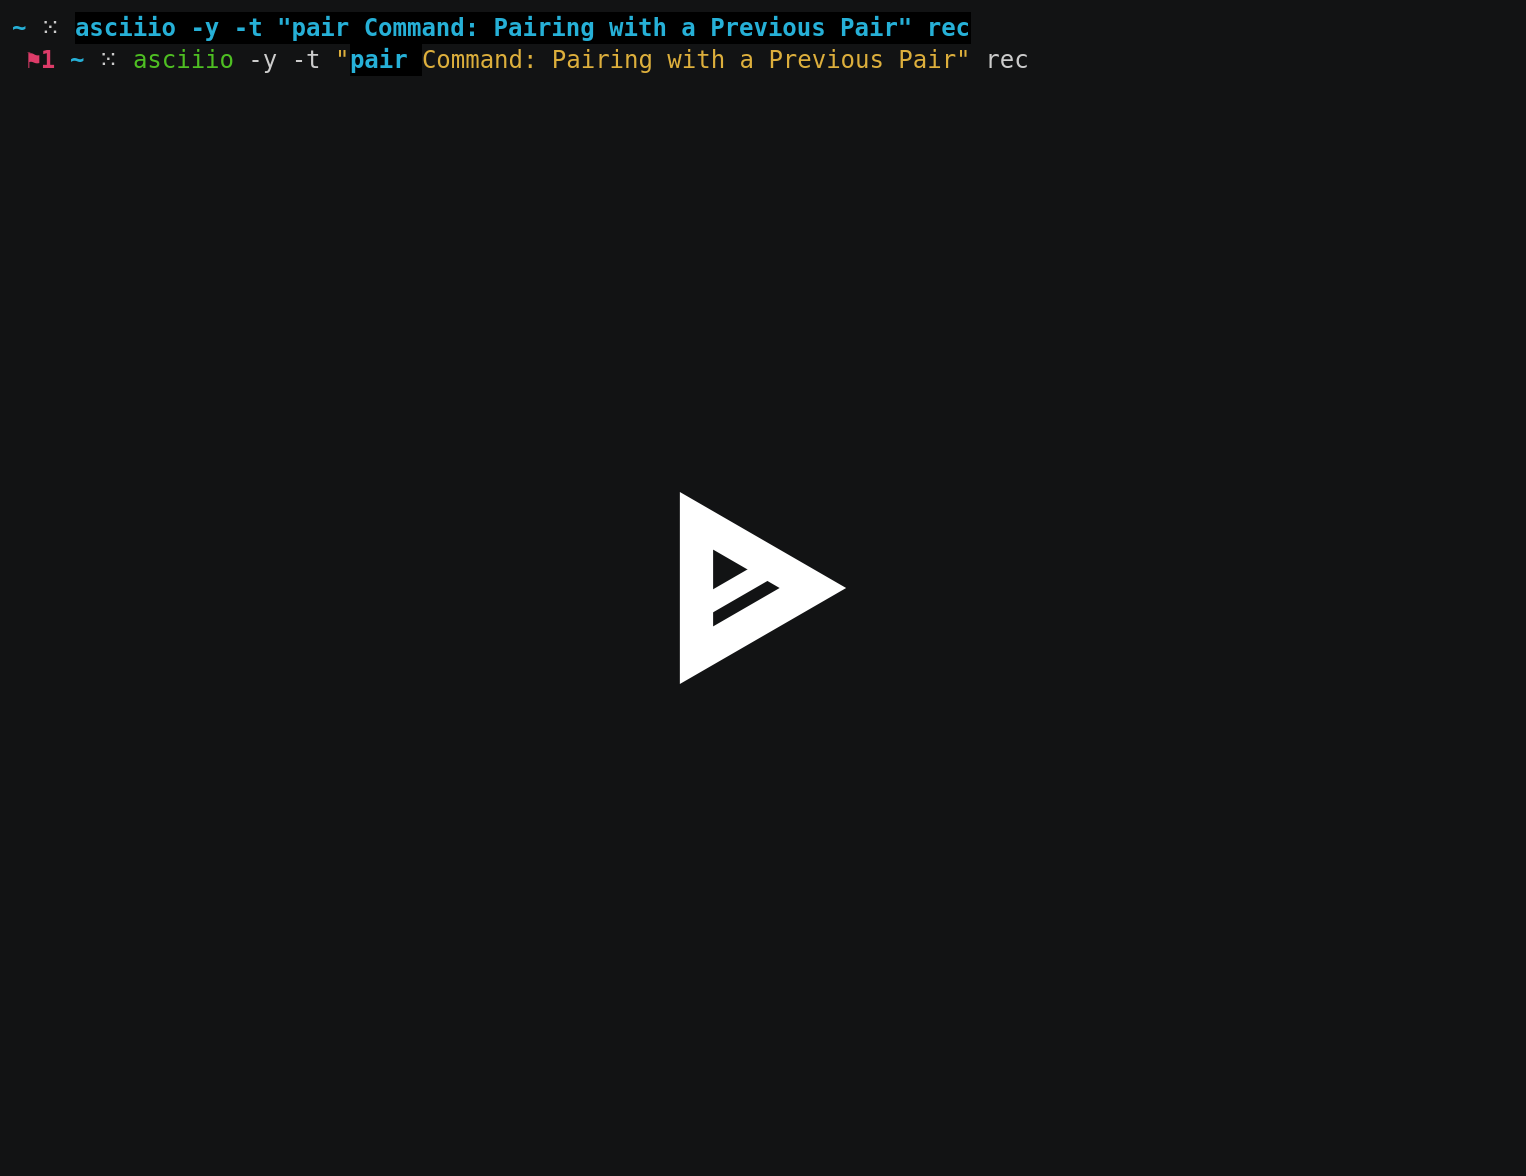 ~ ⁙ asciiio -y -t "pair Command: Pairing with a Previous Pair" rec
⚑1 ~ ⁙ asciiio -y -t "pair Command: Pairing with a Previous Pair" rec